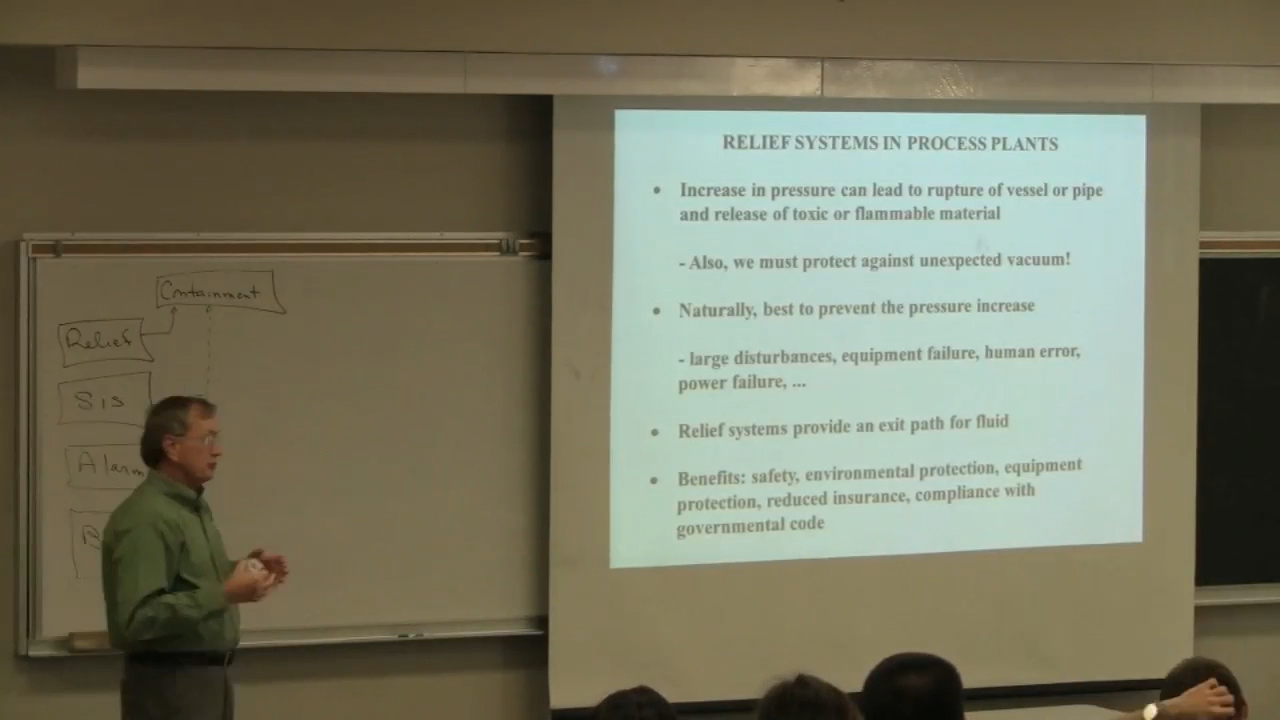 Containment
Relief
SIS
Alarm
RELIEF SYSTEMS IN PROCESS PLANTS
• Increase in pressure can lead to rupture of vessel or pipe
and release of toxic or flammable material
- Also, we must protect against unexpected vacuum!
• Naturally, best to prevent the pressure increase
- large disturbances, equipment failure, human error,
power failure, ...
• Relief systems provide an exit path for fluid
• Benefits: safety, environmental protection, equipment
protection, reduced insurance, compliance with
governmental code